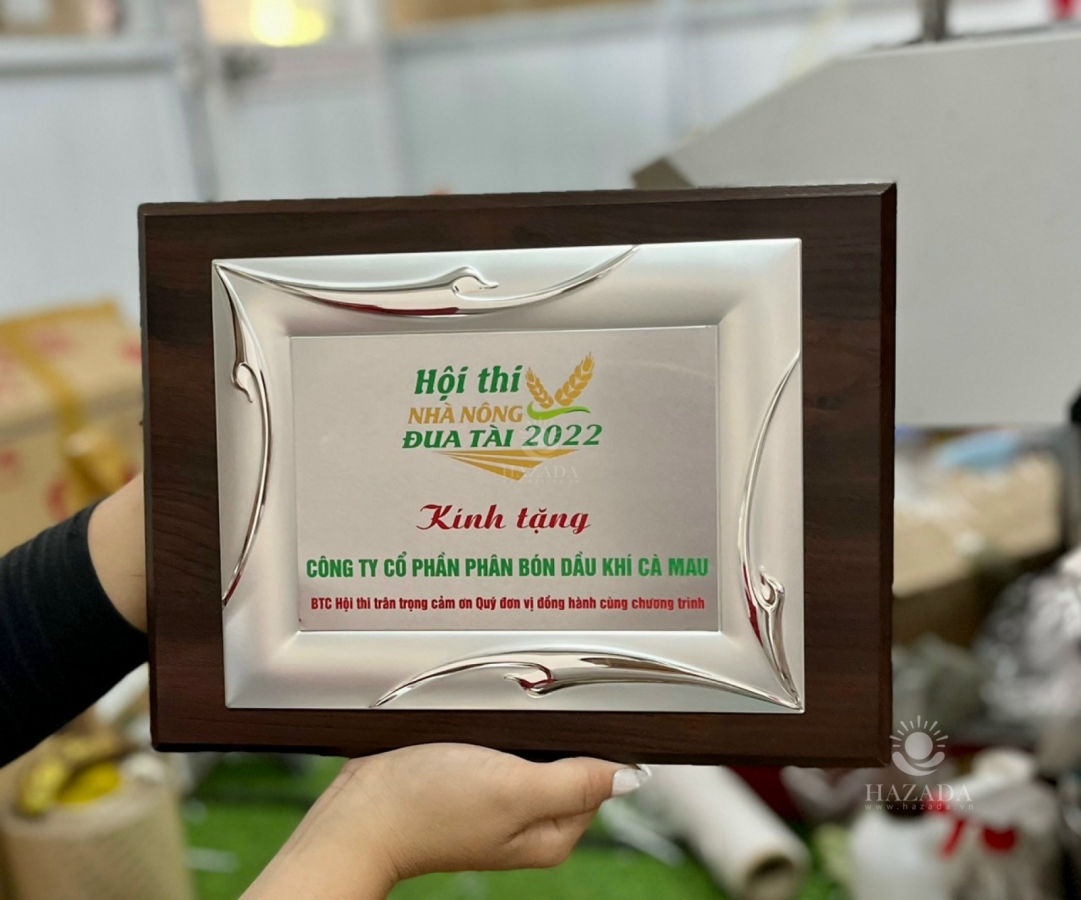 Hội thi
NHÀ NÔNG
ĐUA TÀI 2022
HAZADA
Kính tặng
CÔNG TY CỔ PHẦN PHÂN BÓN DẦU KHÍ CÀ MAU
BTC Hội thi trân trọng cảm ơn Quý đơn vị đồng hành cùng chương trình
HAZADA
www.hazada.vn